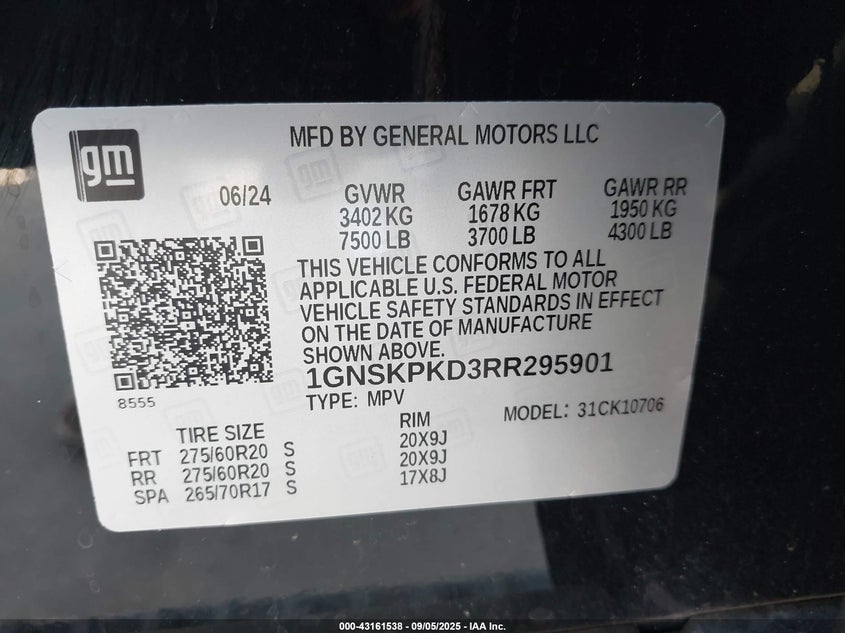 gm
MFD BY GENERAL MOTORS LLC
06/24 GVWR GAWR FRT GAWR RR
3402 KG 1678 KG 1950 KG
7500 LB 3700 LB 4300 LB
THIS VEHICLE CONFORMS TO ALL
APPLICABLE U.S. FEDERAL MOTOR
VEHICLE SAFETY STANDARDS IN EFFECT
ON THE DATE OF MANUFACTURE
SHOWN ABOVE.
1GNSKPKD3RR295901
8555
TYPE: MPV MODEL: 31CK10706
TIRE SIZE RIM
FRT 275/60R20 S 20X9J
RR 275/60R20 S 20X9J
SPA 265/70R17 S 17X8J
000-43161538 - 09/05/2025 - IAA Inc.